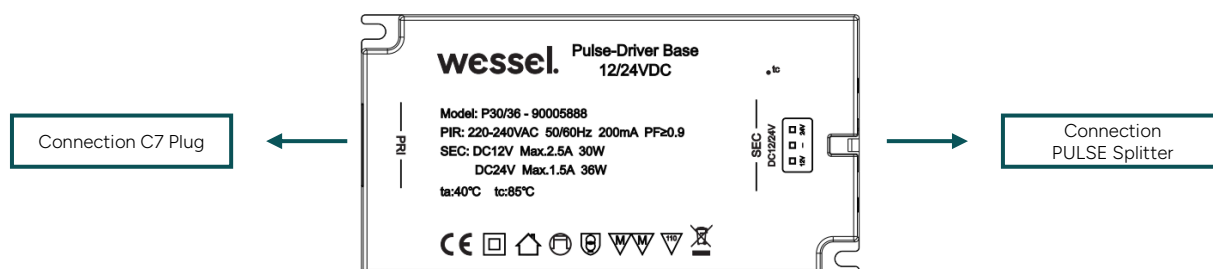 Connection C7 Plug
wessel.
Pulse-Driver Base
12/24VDC
tc
Model: P30/36 - 90005888
PIR: 220-240VAC 50/60Hz 200mA PF≥0.9
SEC: DC12V Max.2.5A 30W
DC24V Max.1.5A 36W
ta:40℃ tc:85℃
PRI
SEC
DC12/24V
24V
–
12V
CE
M M 110
Connection
PULSE Splitter